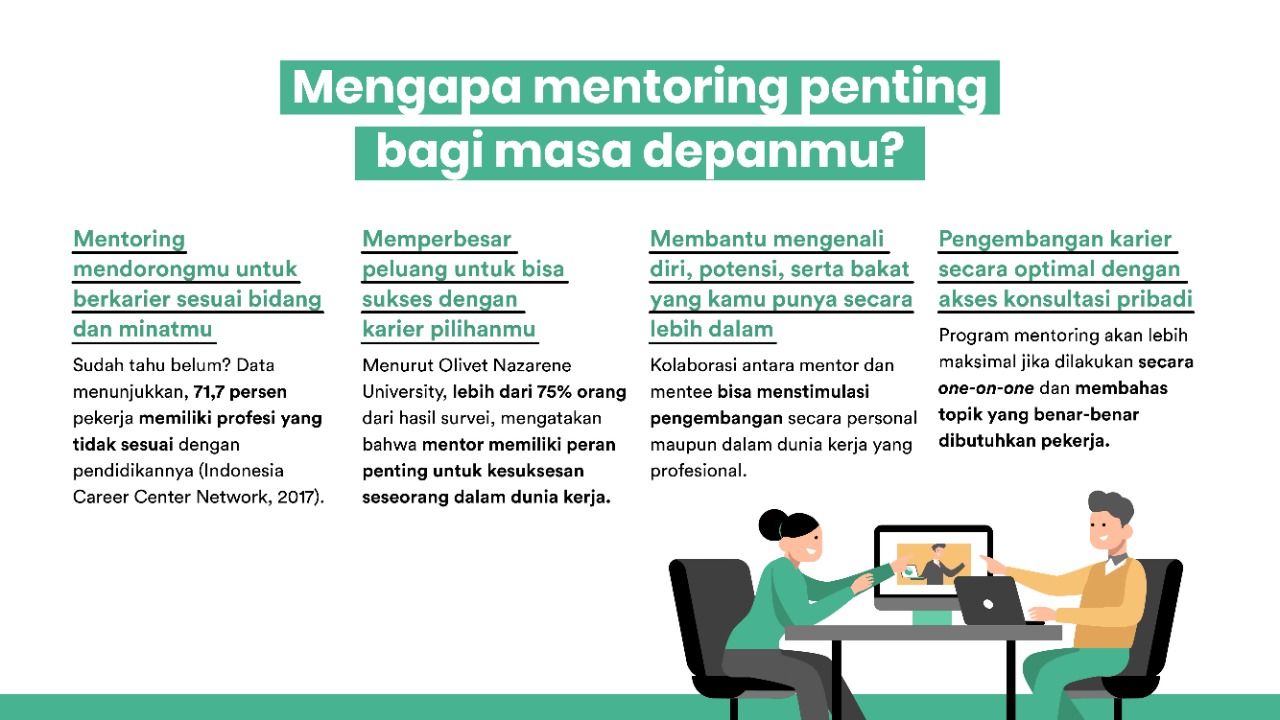 Mengapa mentoring penting
bagi masa depanmu?
Mentoring
mendorongmu untuk
berkarier sesuai bidang
dan minatmu
Sudah tahu belum? Data
menunjukkan, 71,7 persen
pekerja memiliki profesi yang
tidak sesuai dengan
pendidikannya (Indonesia
Career Center Network, 2017).
Memperbesar
peluang untuk bisa
sukses dengan
karier pilihanmu
Menurut Olivet Nazarene
University, lebih dari 75% orang
dari hasil survei, mengatakan
bahwa mentor memiliki peran
penting untuk kesuksesan
seseorang dalam dunia kerja.
Membantu mengenali
diri, potensi, serta bakat
yang kamu punya secara
lebih dalam
Kolaborasi antara mentor dan
mentee bisa menstimulasi
pengembangan secara personal
maupun dalam dunia kerja yang
profesional.
Pengembangan karier
secara optimal dengan
akses konsultasi pribadi
Program mentoring akan lebih
maksimal jika dilakukan secara
one-on-one dan membahas
topik yang benar-benar
dibutuhkan pekerja.